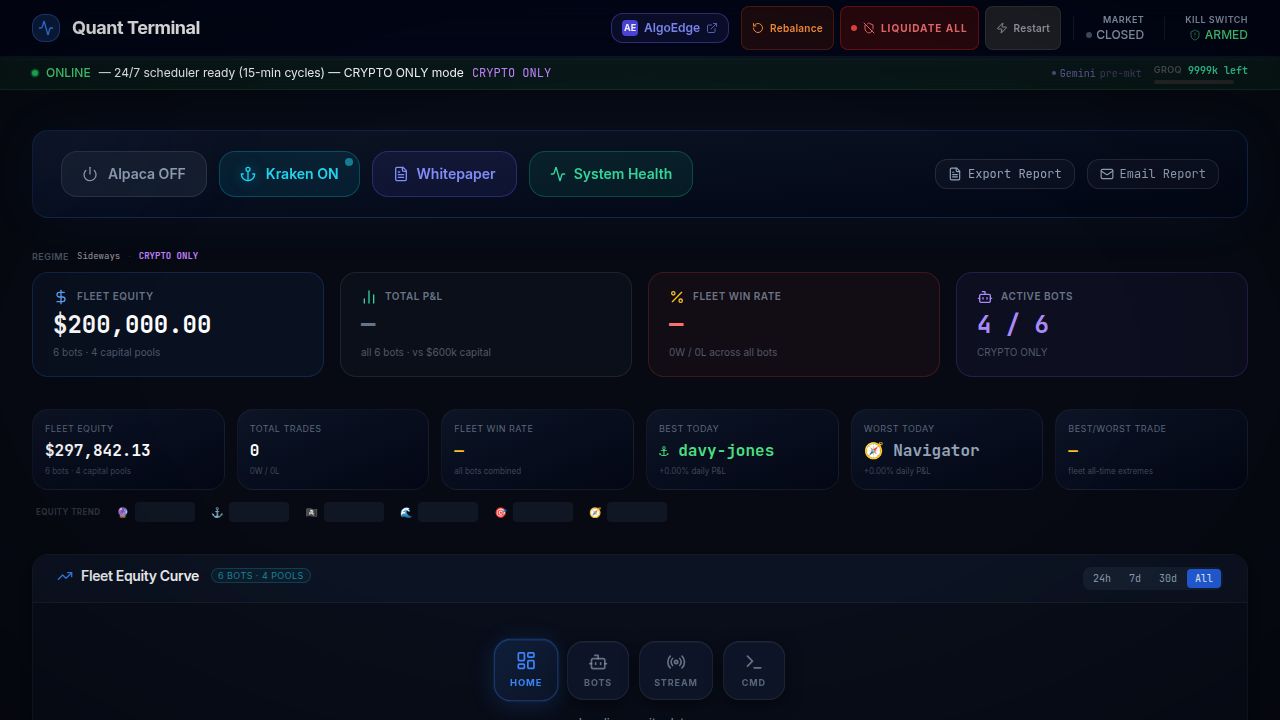 Quant Terminal
AE AlgoEdge
Rebalance
LIQUIDATE ALL
Restart
MARKET
CLOSED
KILL SWITCH
ARMED
ONLINE — 24/7 scheduler ready (15-min cycles) — CRYPTO ONLY mode CRYPTO ONLY
Gemini pre-mkt
GROQ 9999k left
Alpaca OFF
Kraken ON
Whitepaper
System Health
Export Report
Email Report
REGIME Sideways · CRYPTO ONLY
FLEET EQUITY
$200,000.00
6 bots · 4 capital pools
TOTAL P&L
—
all 6 bots · vs $600k capital
FLEET WIN RATE
—
0W / 0L across all bots
ACTIVE BOTS
4 / 6
CRYPTO ONLY
FLEET EQUITY
$297,842.13
6 bots · 4 capital pools
TOTAL TRADES
0
0W / 0L
FLEET WIN RATE
—
all bots combined
BEST TODAY
⚓ davy-jones
+0.00% daily P&L
WORST TODAY
🧭 Navigator
+0.00% daily P&L
BEST/WORST TRADE
—
fleet all-time extremes
EQUITY TREND
Fleet Equity Curve
6 BOTS · 4 POOLS
24h 7d 30d All
HOME
BOTS
STREAM
CMD